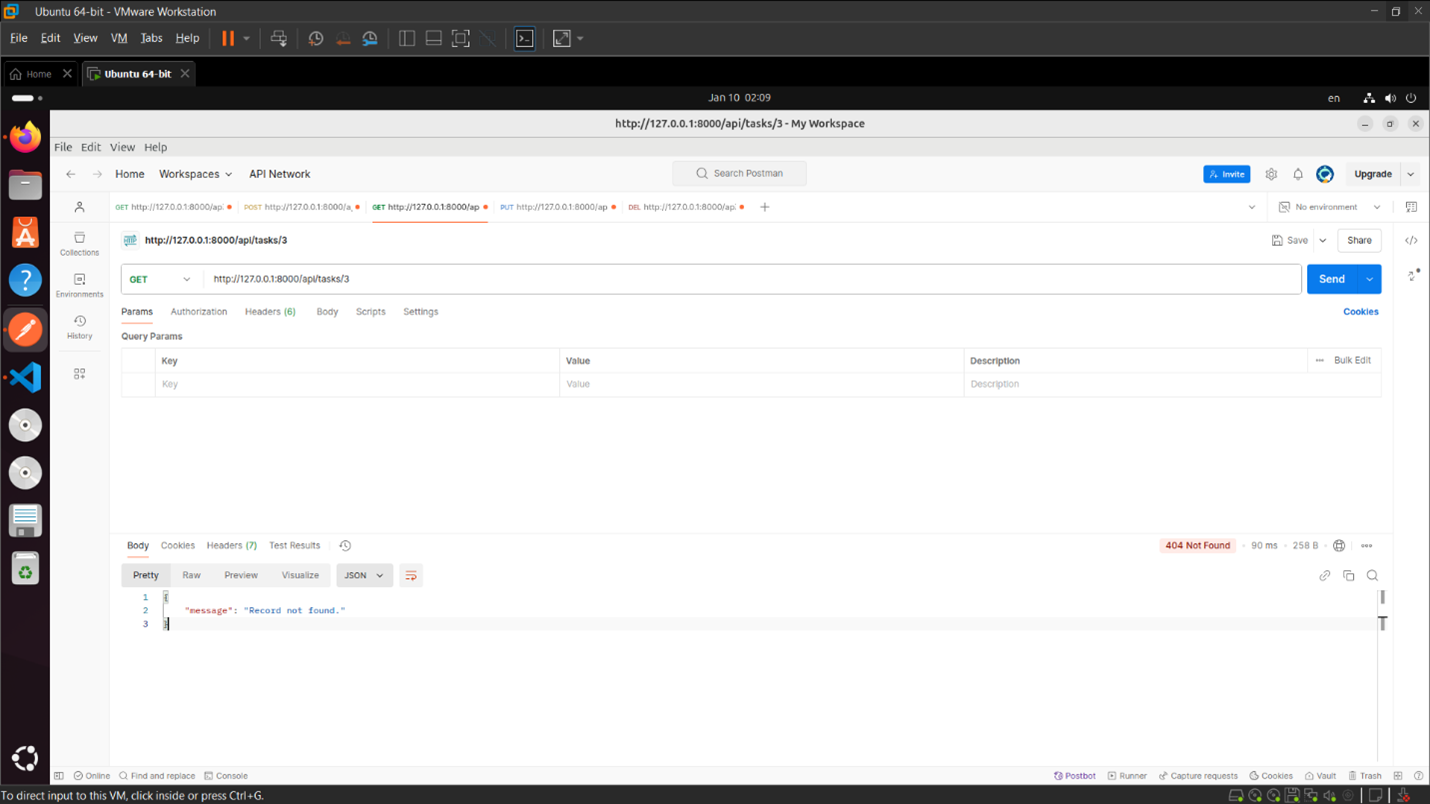 Ubuntu 64-bit - VMware Workstation
File Edit View VM Tabs Help
Home Ubuntu 64-bit
Jan 10 02:09 en
http://127.0.0.1:8000/api/tasks/3 - My Workspace
File Edit View Help
Home Workspaces API Network Search Postman Invite Upgrade
GET http://127.0.0.1:8000/ap POST http://127.0.0.1:8000/a GET http://127.0.0.1:8000/ap PUT http://127.0.0.1:8000/ap DEL http://127.0.0.1:8000/ap No environment
Collections
Environments
History
http://127.0.0.1:8000/api/tasks/3 Save Share
GET http://127.0.0.1:8000/api/tasks/3 Send
Params Authorization Headers (6) Body Scripts Settings Cookies
Query Params
Key Value Description Bulk Edit
Key Value Description
Body Cookies Headers (7) Test Results 404 Not Found 90 ms 258 B
Pretty Raw Preview Visualize JSON
1 {
2 "message": "Record not found."
3 }
Online Find and replace Console Postbot Runner Capture requests Cookies Vault Trash
To direct input to this VM, click inside or press Ctrl+G.